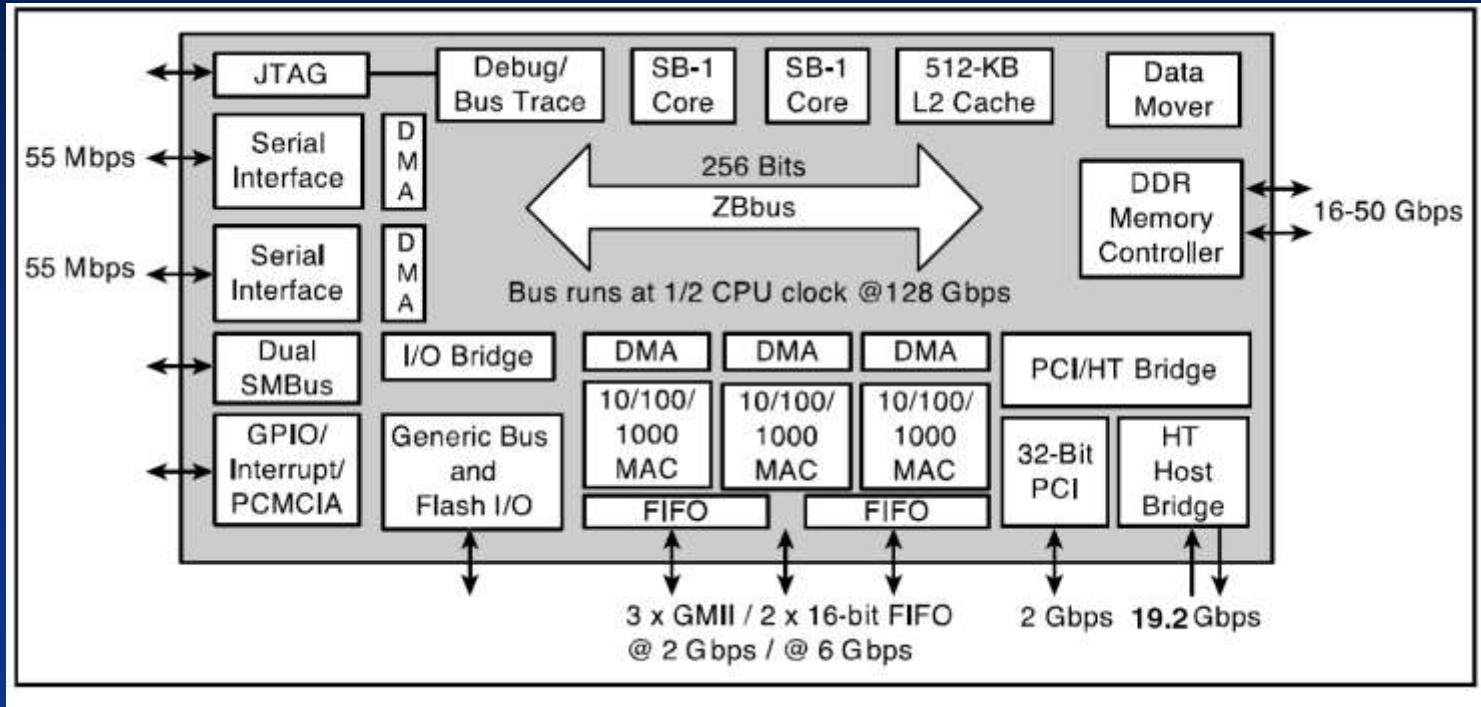 JTAG
Debug/
Bus Trace
SB-1
Core
SB-1
Core
512-KB
L2 Cache
Data
Mover
55 Mbps
Serial
Interface
D
M
A
256 Bits
ZBbus
DDR
Memory
Controller
16-50 Gbps
55 Mbps
Serial
Interface
D
M
A
Bus runs at 1/2 CPU clock @128 Gbps
Dual
SMBus
I/O Bridge
DMA
DMA
DMA
PCI/HT Bridge
GPIO/
Interrupt/
PCMCIA
Generic Bus
and
Flash I/O
10/100/
1000
MAC
10/100/
1000
MAC
10/100/
1000
MAC
32-Bit
PCI
HT
Host
Bridge
FIFO
FIFO
3 x GMII / 2 x 16-bit FIFO
@ 2 Gbps / @ 6 Gbps
2 Gbps
19.2 Gbps